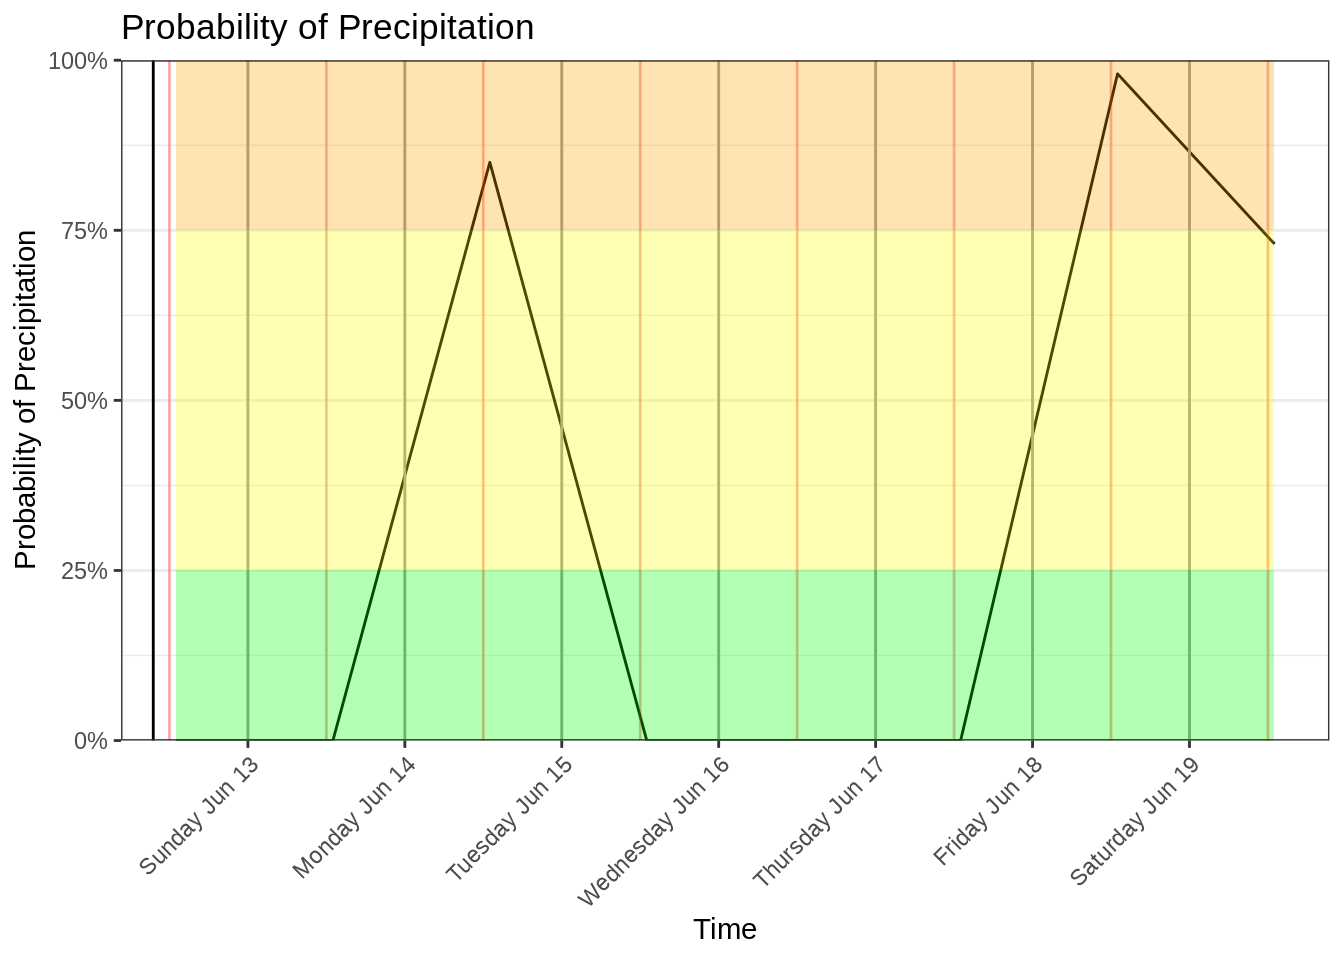 Probability of Precipitation
Probability of Precipitation
100%
75%
50%
25%
0%
Sunday Jun 13
Monday Jun 14
Tuesday Jun 15
Wednesday Jun 16
Thursday Jun 17
Friday Jun 18
Saturday Jun 19
Time